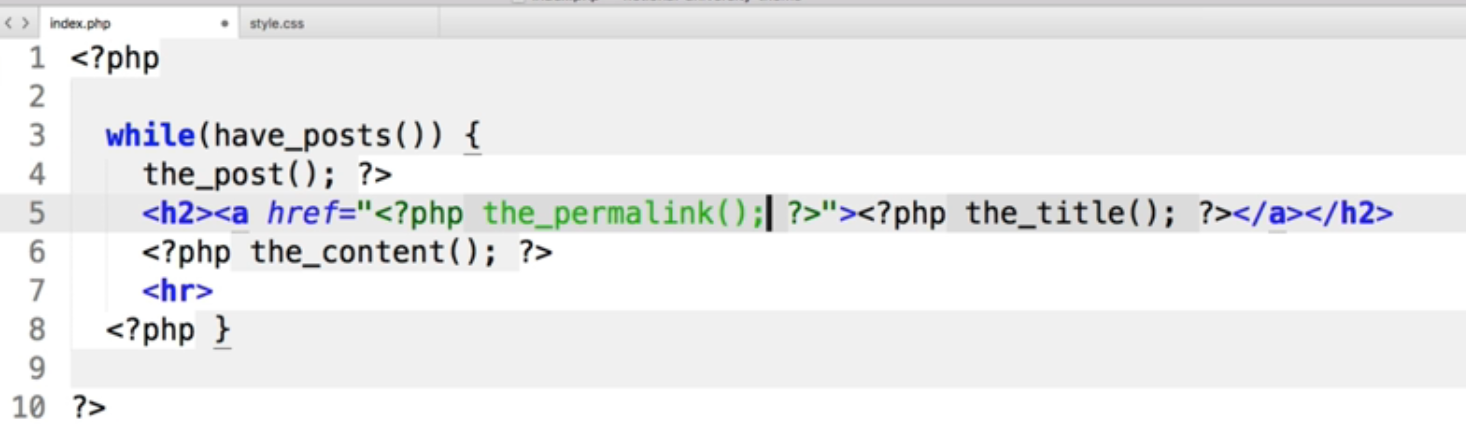 index.php style.css
1 <?php
2
3 while(have_posts()) {
4 the_post(); ?>
5 <h2><a href="<?php the_permalink(); ?>"><?php the_title(); ?></a></h2>
6 <?php the_content(); ?>
7 <hr>
8 <?php }
9
10 ?>